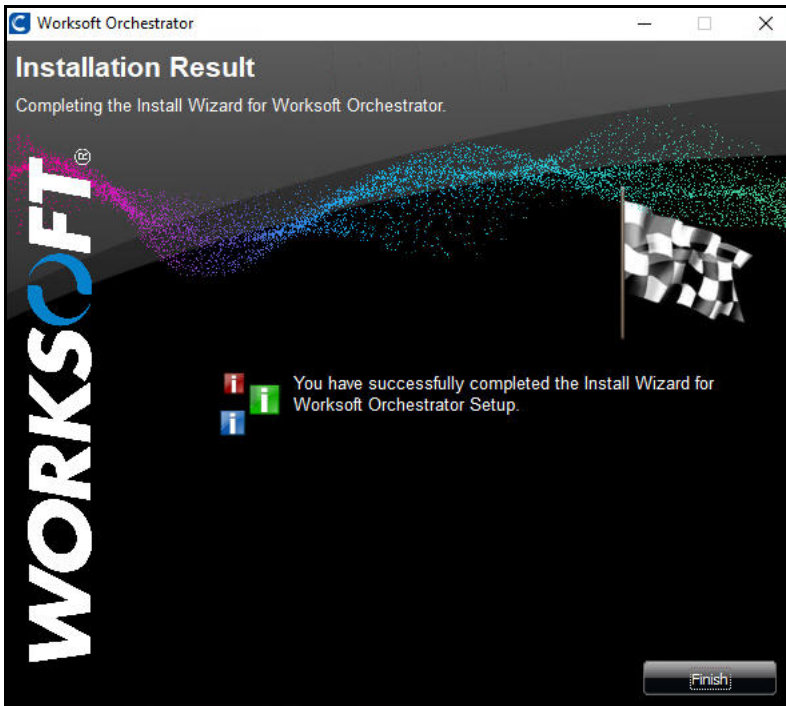 Worksoft Orchestrator
Installation Result
Completing the Install Wizard for Worksoft Orchestrator.
WORKSOFT®
You have successfully completed the Install Wizard for
Worksoft Orchestrator Setup.
Finish